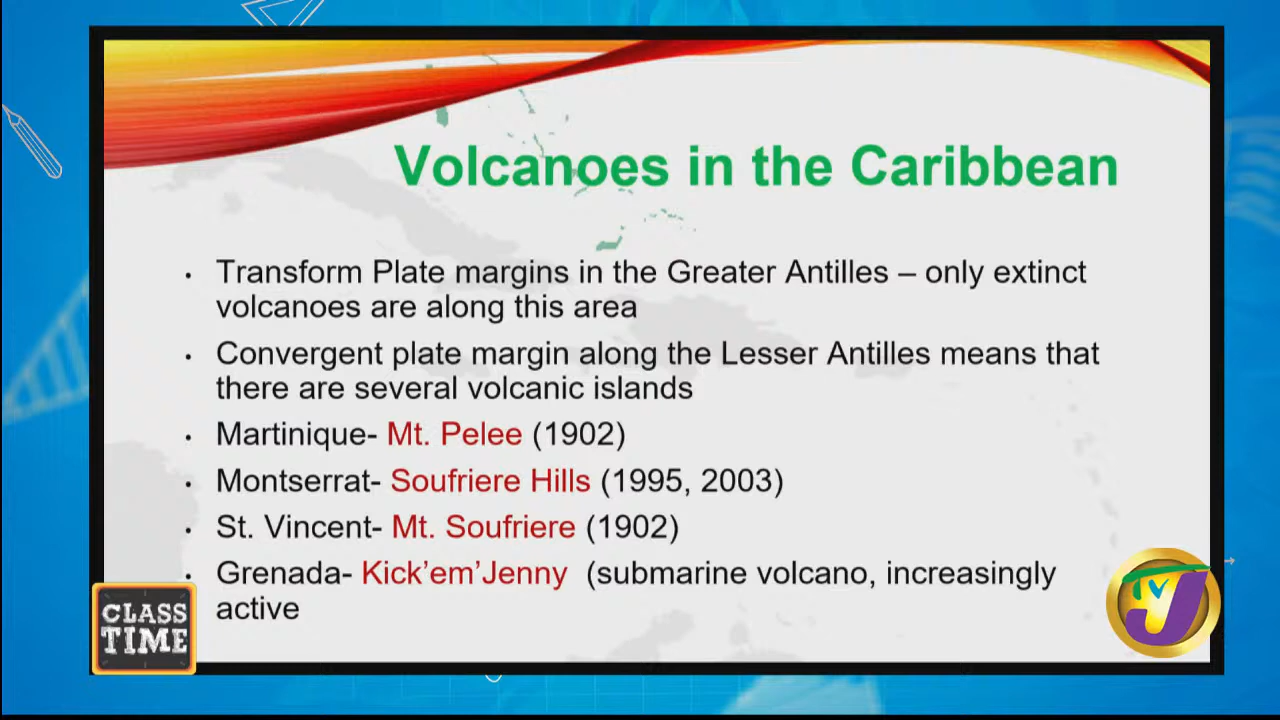 Volcanoes in the Caribbean
• Transform Plate margins in the Greater Antilles – only extinct
volcanoes are along this area
• Convergent plate margin along the Lesser Antilles means that
there are several volcanic islands
• Martinique- Mt. Pelee (1902)
• Montserrat- Soufriere Hills (1995, 2003)
• St. Vincent- Mt. Soufriere (1902)
• Grenada- Kick’em’Jenny (submarine volcano, increasingly
active
CLASS
TIME
TVJ